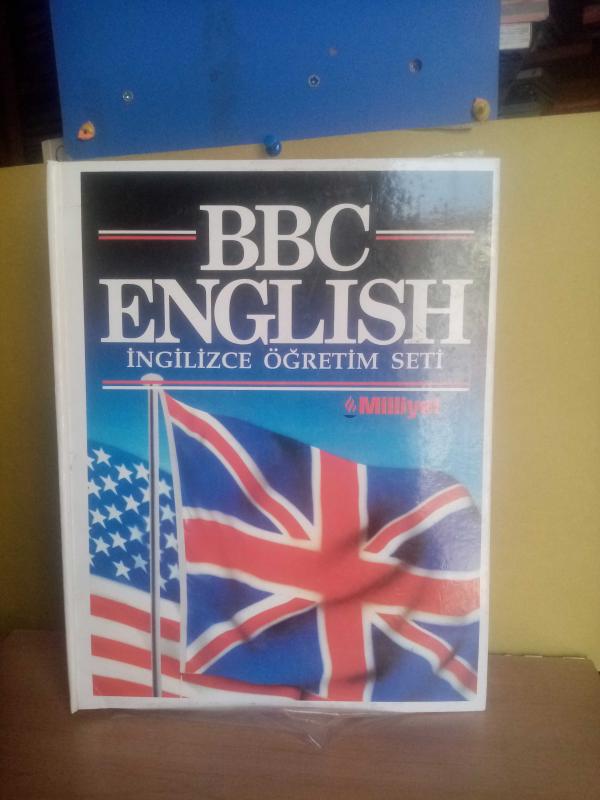 BBC
ENGLISH
İNGİLİZCE ÖĞRETİM SETİ
Milliyet